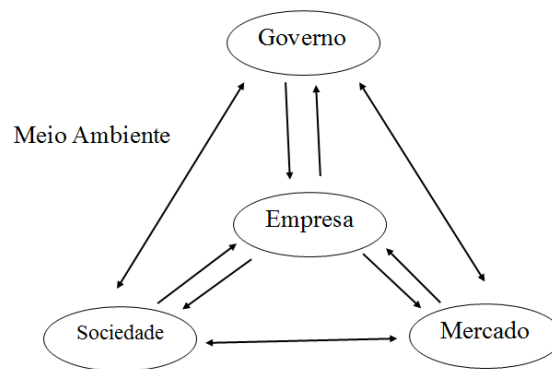 Governo
Meio Ambiente
Empresa
Sociedade
Mercado